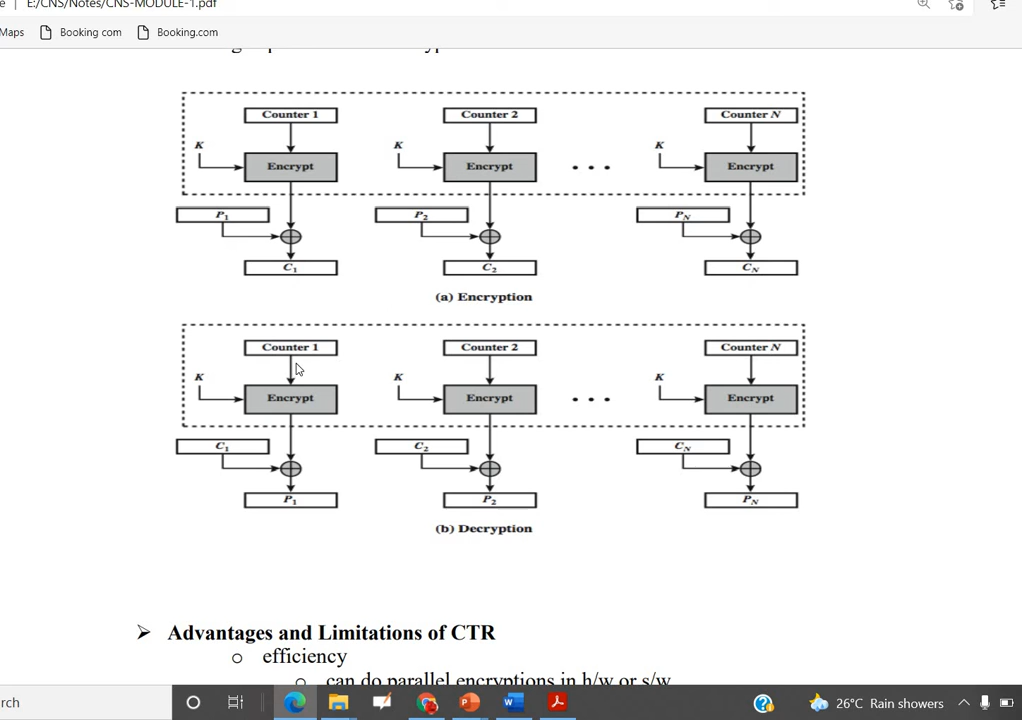 E:/CNS/Notes/CNS-MODULE-1.pdf
Maps Booking com Booking.com
Counter 1 Counter 2 Counter N
K K K
Encrypt Encrypt • • • Encrypt
P1 P2 PN
C1 C2 CN
(a) Encryption
Counter 1 Counter 2 Counter N
K K K
Encrypt Encrypt • • • Encrypt
C1 C2 CN
P1 P2 PN
(b) Decryption
➢ Advantages and Limitations of CTR
o efficiency
o can do parallel encryptions in h/w or s/w
rch 26°C Rain showers